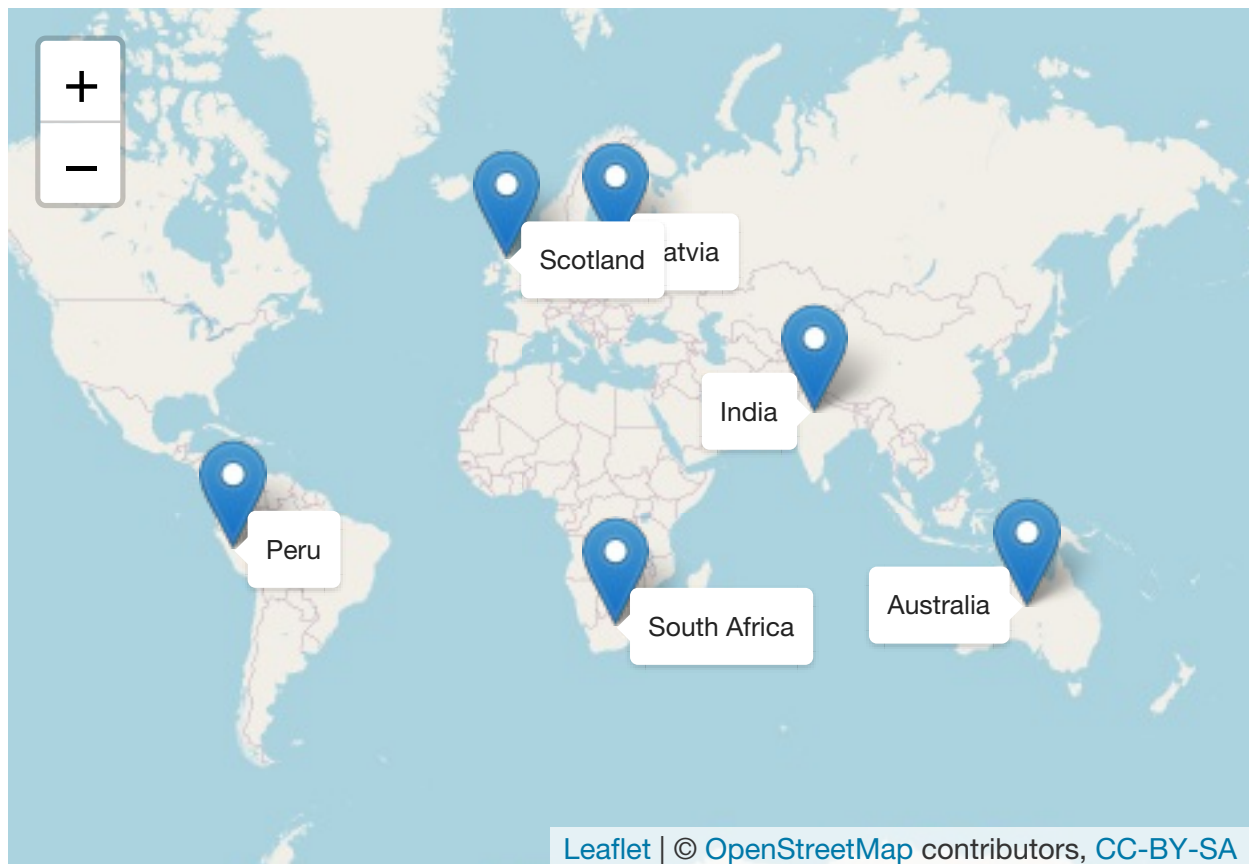 +
−
Scotland
atvia
India
Peru
Australia
South Africa
Leaflet | © OpenStreetMap contributors, CC-BY-SA